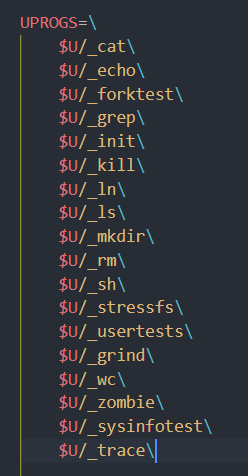 UPROGS=\
$U/_cat\
$U/_echo\
$U/_forktest\
$U/_grep\
$U/_init\
$U/_kill\
$U/_ln\
$U/_ls\
$U/_mkdir\
$U/_rm\
$U/_sh\
$U/_stressfs\
$U/_usertests\
$U/_grind\
$U/_wc\
$U/_zombie\
$U/_sysinfotest\
$U/_trace\